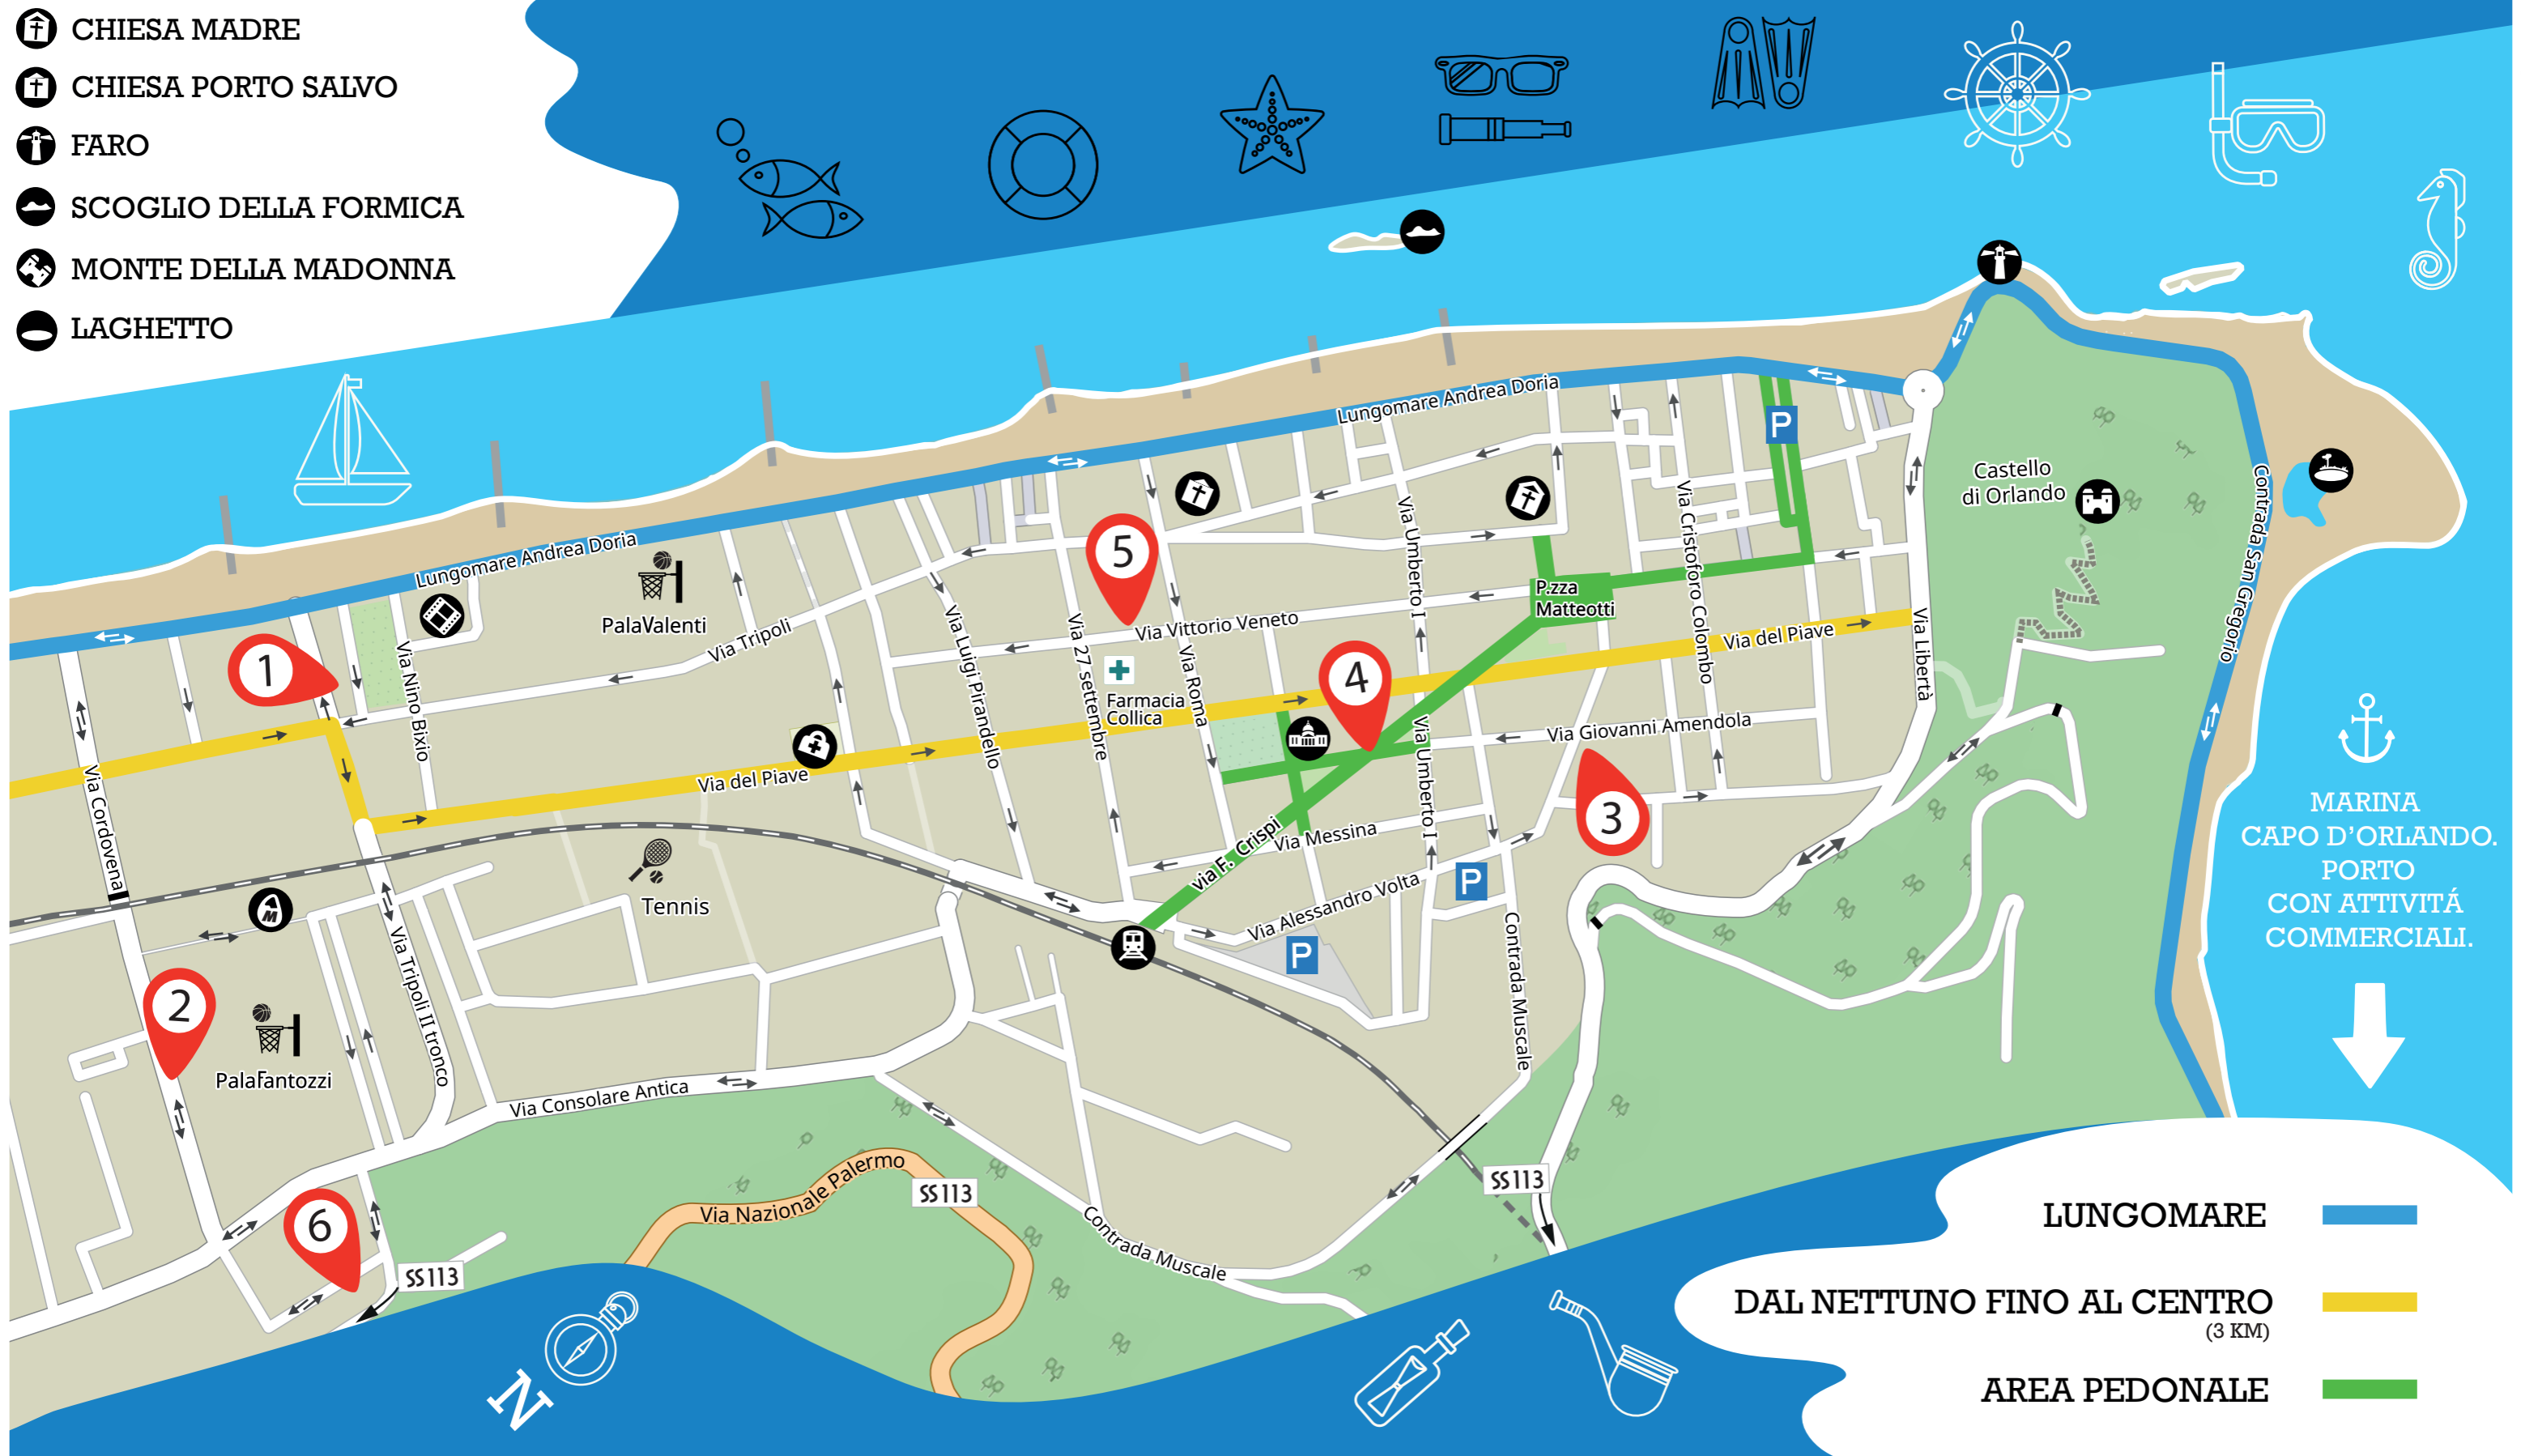 CHIESA MADRE
CHIESA PORTO SALVO
FARO
SCOGLIO DELLA FORMICA
MONTE DELLA MADONNA
LAGHETTO
Lungomare Andrea Doria
P
Castello
di Orlando
Contrada san Gregorio
Via Umberto I
Via Cristoforo Colombo
5
Lungomare Andrea Doria
PalaValenti
P.zza
Matteotti
Via Vittorio Veneto
Via Tripoli
Via del Piave
Via Libertà
1
Via Nino Bixio
Via Luigi Pirandello
Via 27 settembre
Via Roma
Farmacia
Collica
4
Via Giovanni Amendola
Via Umberto I
Via Cordovena
Via del Piave
3
Via Messina
via F. Crispi
MARINA
CAPO D'ORLANDO.
PORTO
CON ATTIVITÁ
COMMERCIALI.
M
Tennis
P
Via Alessandro Volta
P
Contrada Muscale
Via Tripoli II tronco
2
PalaFantozzi
Via Consolare Antica
Via Nazionale Palermo
SS113
SS113
Contrada Muscale
6
SS113
N
LUNGOMARE
DAL NETTUNO FINO AL CENTRO
(3 KM)
AREA PEDONALE